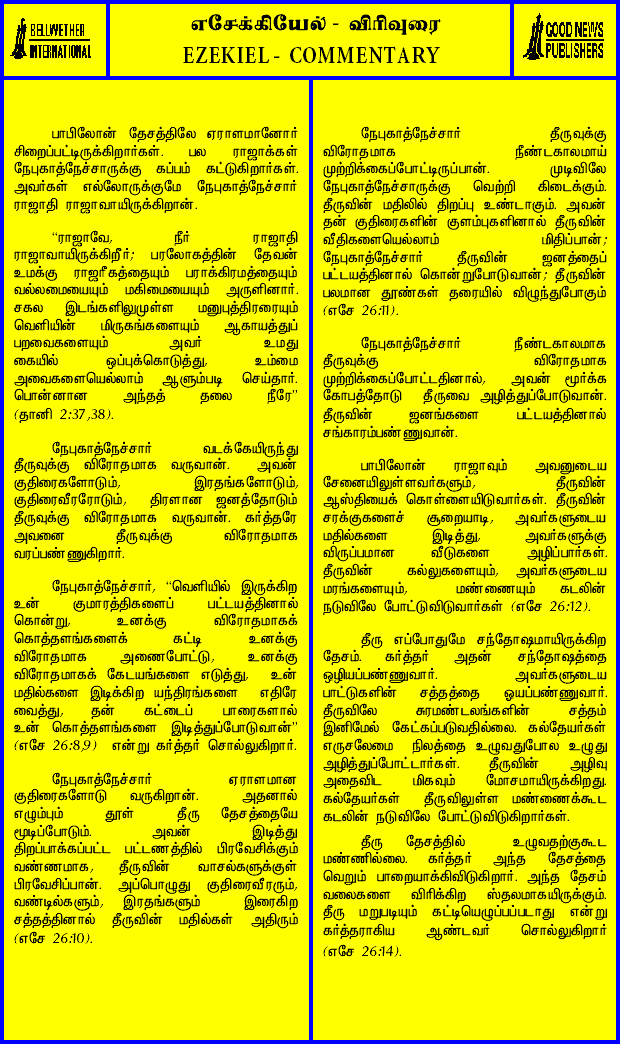 BELLWETHER
INTERNATIONAL
எசேக்கியேல் - விரிவுரை
EZEKIEL - COMMENTARY
GOOD NEWS
PUBLISHERS
பாபிலோன் தேசத்திலே ஏராளமானோர்
சிறைப்பட்டிருக்கிறார்கள். பல ராஜாக்கள்
நேபுகாத்நேச்சாருக்கு கப்பம் கட்டுகிறார்கள்.
அவர்கள் எல்லோருக்குமே நேபுகாத்நேச்சார்
ராஜாதி ராஜாவாயிருக்கிறான்.
“ராஜாவே, நீர் ராஜாதி
ராஜாவாயிருக்கிறீர்; பரலோகத்தின் தேவன்
உமக்கு ராஜரீகத்தையும் பராக்கிரமத்தையும்
வல்லமையையும் மகிமையையும் அருளினார்.
சகல இடங்களிலுமுள்ள மனுபுத்திரரையும்
வெளியின் மிருகங்களையும் ஆகாயத்துப்
பறவைகளையும் அவர் உமது
கையில் ஒப்புக்கொடுத்து, உம்மை
அவைகளையெல்லாம் ஆளும்படி செய்தார்.
பொன்னான அந்தத் தலை நீரே”
(தானி 2:37,38).
நேபுகாத்நேச்சார் வடக்கேயிருந்து
தீருவுக்கு விரோதமாக வருவான். அவன்
குதிரைகளோடும், இரதங்களோடும்,
குதிரைவீரரோடும், திரளான ஜனத்தோடும்
தீருவுக்கு விரோதமாக வருவான். கர்த்தரே
அவனை தீருவுக்கு விரோதமாக
வரப்பண்ணுகிறார்.
நேபுகாத்நேச்சார், “வெளியில் இருக்கிற
உன் குமாரத்திகளைப் பட்டயத்தினால்
கொன்று, உனக்கு விரோதமாகக்
கொத்தளங்களைக் கட்டி உனக்கு
விரோதமாக அணைபோட்டு, உனக்கு
விரோதமாகக் கேடயங்களை எடுத்து, உன்
மதில்களை இடிக்கிற யந்திரங்களை எதிரே
வைத்து, தன் கட்டைப் பாரைகளால்
உன் கொத்தளங்களை இடித்துப்போடுவான்”
(எசே 26:8,9) என்று கர்த்தர் சொல்லுகிறார்.
நேபுகாத்நேச்சார் ஏராளமான
குதிரைகளோடு வருகிறான். அதனால்
எழும்பும் தூள் தீரு தேசத்தையே
மூடிப்போடும். அவன் இடித்து
திறப்பாக்கப்பட்ட பட்டணத்தில் பிரவேசிக்கும்
வண்ணமாக, தீருவின் வாசல்களுக்குள்
பிரவேசிப்பான். அப்பொழுது குதிரைவீரரும்,
வண்டில்களும், இரதங்களும் இரைகிற
சத்தத்தினால் தீருவின் மதில்கள் அதிரும்
(எசே 26:10).
நேபுகாத்நேச்சார் தீருவுக்கு
விரோதமாக நீண்டகாலமாய்
முற்றிக்கைப்போட்டிருப்பான். முடிவிலே
நேபுகாத்நேச்சாருக்கு வெற்றி கிடைக்கும்.
தீருவின் மதிலில் திறப்பு உண்டாகும். அவன்
தன் குதிரைகளின் குளம்புகளினால் தீருவின்
வீதிகளையெல்லாம் மிதிப்பான்;
நேபுகாத்நேச்சார் தீருவின் ஜனத்தைப்
பட்டயத்தினால் கொன்றுபோடுவான்; தீருவின்
பலமான தூண்கள் தரையில் விழுந்துபோகும்
(எசே 26:11).
நேபுகாத்நேச்சார் நீண்டகாலமாக
தீருவுக்கு விரோதமாக
முற்றிக்கைப்போட்டதினால், அவன் மூர்க்க
கோபத்தோடு தீருவை அழித்துப்போடுவான்.
தீருவின் ஜனங்களை பட்டயத்தினால்
சங்காரம்பண்ணுவான்.
பாபிலோன் ராஜாவும் அவனுடைய
சேனையிலுள்ளவர்களும், தீருவின்
ஆஸ்தியைக் கொள்ளையிடுவார்கள். தீருவின்
சரக்குகளைச் சூறையாடி, அவர்களுடைய
மதில்களை இடித்து, அவர்களுக்கு
விருப்பமான வீடுகளை அழிப்பார்கள்.
தீருவின் கல்லுகளையும், அவர்களுடைய
மரங்களையும், மண்ணையும் கடலின்
நடுவிலே போட்டுவிடுவார்கள் (எசே 26:12).
தீரு எப்போதுமே சந்தோஷமாயிருக்கிற
தேசம். கர்த்தர் அதன் சந்தோஷத்தை
ஒழியப்பண்ணுவார். அவர்களுடைய
பாட்டுகளின் சத்தத்தை ஓயப்பண்ணுவார்.
தீருவிலே சுரமண்டலங்களின் சத்தம்
இனிமேல் கேட்கப்படுவதில்லை. கல்தேயர்கள்
எருசலேமை நிலத்தை உழுவதுபோல உழுது
அழித்துப்போட்டார்கள். தீருவின் அழிவு
அதைவிட மிகவும் மோசமாயிருக்கிறது.
கல்தேயர்கள் தீருவிலுள்ள மண்ணைக்கூட
கடலின் நடுவிலே போட்டுவிடுகிறார்கள்.
தீரு தேசத்தில் உழுவதற்குகூட
மண்ணில்லை. கர்த்தர் அந்த தேசத்தை
வெறும் பாறையாக்கிவிடுகிறார். அந்த தேசம்
வலைகளை விரிக்கிற ஸ்தலமாகயிருக்கும்.
தீரு மறுபடியும் கட்டியெழுப்பப்படாது என்று
கர்த்தராகிய ஆண்டவர் சொல்லுகிறார்
(எசே 26:14).